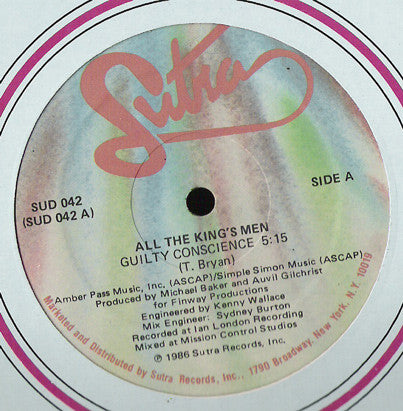 Sutra
SUD 042
(SUD 042 A)
SIDE A
ALL THE KING'S MEN
GUILTY CONSCIENCE 5:15
(T. Bryan)
Amber Pass Music, Inc. (ASCAP)/Simple Simon Music (ASCAP)
Produced by Michael Baker and Auvil Gilchrist
for Finway Productions
Engineered by Kenny Wallace
Mix Engineer: Sydney Burton
Recorded at Ian London Recording
Mixed at Mission Control Studios
℗ 1986 Sutra Records, Inc.
Marketed and Distributed by Sutra Records, Inc., 1790 Broadway, New York, N.Y. 10019